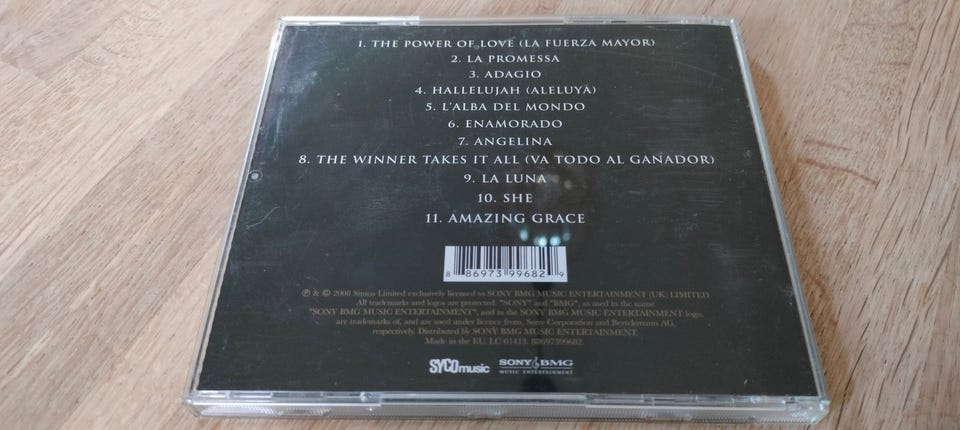 1. THE POWER OF LOVE (LA FUERZA MAYOR)
2. LA PROMESSA
3. ADAGIO
4. HALLELUJAH (ALELUYÁ)
5. L'ALBA DEL MONDO
6. ENAMORADO
7. ANGELINA
8. THE WINNER TAKES IT ALL (VA TODO AL GANADOR)
9. LA LUNA
10. SHE
11. AMAZING GRACE
8 86973 99682 9
℗ & © 2008 Simco Limited exclusively licensed to SONY BMG MUSIC ENTERTAINMENT (UK) LIMITED.
All trademarks and logos are protected. "SONY" and "BMG", as used in the name
"SONY BMG MUSIC ENTERTAINMENT", and in the SONY BMG MUSIC ENTERTAINMENT logo,
are trademarks of, and are used under licence from, Sony Corporation and Bertelsmann AG,
respectively. Distributed by SONY BMG MUSIC ENTERTAINMENT.
Made in the EU. LC 01413. 88697399682.
SYCOmusic
SONY BMG
MUSIC ENTERTAINMENT